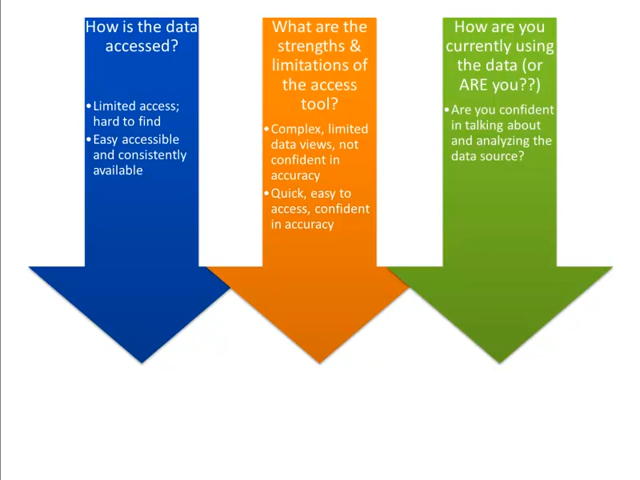 How is the data
accessed?
•Limited access;
hard to find
•Easy accessible
and consistently
available
What are the
strengths &
limitations of
the access
tool?
•Complex, limited
data views, not
confident in
accuracy
•Quick, easy to
access, confident
in accuracy
How are you
currently using
the data (or
ARE you??)
•Are you confident
in talking about
and analyzing the
data source?